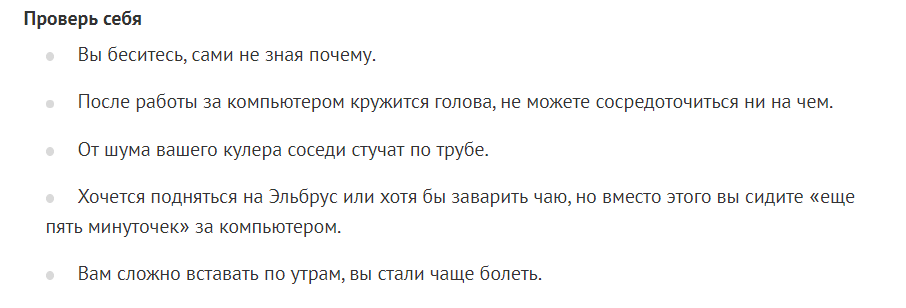 Проверь себя
Вы беситесь, сами не зная почему.
После работы за компьютером кружится голова, не можете сосредоточиться ни на чем.
От шума вашего кулера соседи стучат по трубе.
Хочется подняться на Эльбрус или хотя бы заварить чаю, но вместо этого вы сидите «еще
пять минуточек» за компьютером.
Вам сложно вставать по утрам, вы стали чаще болеть.